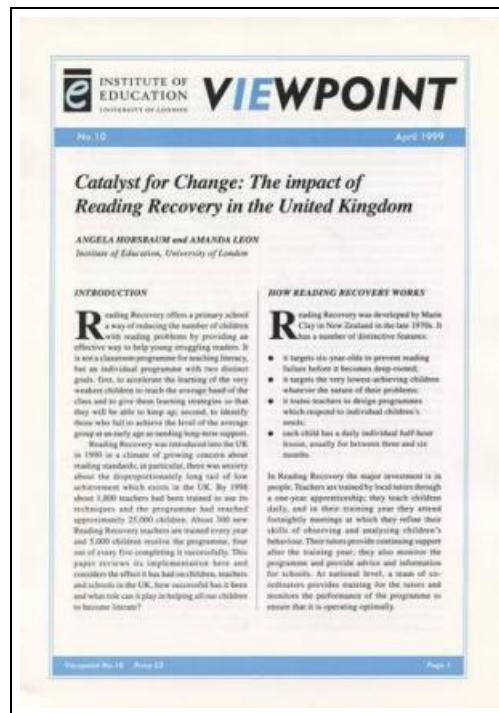 INSTITUTE OF
EDUCATION
UNIVERSITY OF LONDON
VIEWPOINT
No.10
April 1999
Catalyst for Change: The impact of
Reading Recovery in the United Kingdom
ANGELA HOBSBAUM and AMANDA LEON
Institute of Education, University of London
INTRODUCTION
Reading Recovery offers a primary school
a way of reducing the number of children
with reading problems by providing an
effective way to help young struggling readers. It
is not a classroom programme for teaching literacy,
but an individual programme with two distinct
goals: first, to accelerate the learning of the very
weakest children to reach the average band of the
class and to give them learning strategies so that
they will be able to keep up; second, to identify
those who fail to achieve the level of the average
group at an early age as needing long-term support.
Reading Recovery was introduced into the UK
in 1990 in a climate of growing concern about
reading standards; in particular, there was anxiety
about the disproportionately long tail of low
achievement which exists in the UK. By 1998
about 1,800 teachers had been trained to use its
techniques and the programme had reached
approximately 25,000 children. About 300 new
Reading Recovery teachers are trained every year
and 5,000 children receive the programme, four
out of every five completing it successfully. This
paper reviews its implementation here and
considers the effect it has had on children, teachers
and schools in the UK; how successful has it been
and what role can it play in helping all our children
to become literate?
HOW READING RECOVERY WORKS
Reading Recovery was developed by Marie
Clay in New Zealand in the late 1970s. It
has a number of distinctive features:
● it targets six-year-olds to prevent reading
failure before it becomes deep-rooted;
● it targets the very lowest-achieving children
whatever the nature of their problems;
● it trains teachers to design programmes
which respond to individual children's
needs;
● each child has a daily individual half-hour
lesson, usually for between three and six
months.
In Reading Recovery the major investment is in
people. Teachers are trained by local tutors through
a one-year apprenticeship; they teach children
daily, and in their training year they attend
fortnightly meetings at which they refine their
skills of observing and analysing children's
behaviour. Their tutors provide continuing support
after the training year; they also monitor the
programme and provide advice and information
for schools. At national level, a team of co-
ordinators provides training for the tutors and
monitors the performance of the programme to
ensure that it is operating optimally.
Viewpoint No.10 Price £2
Page 1